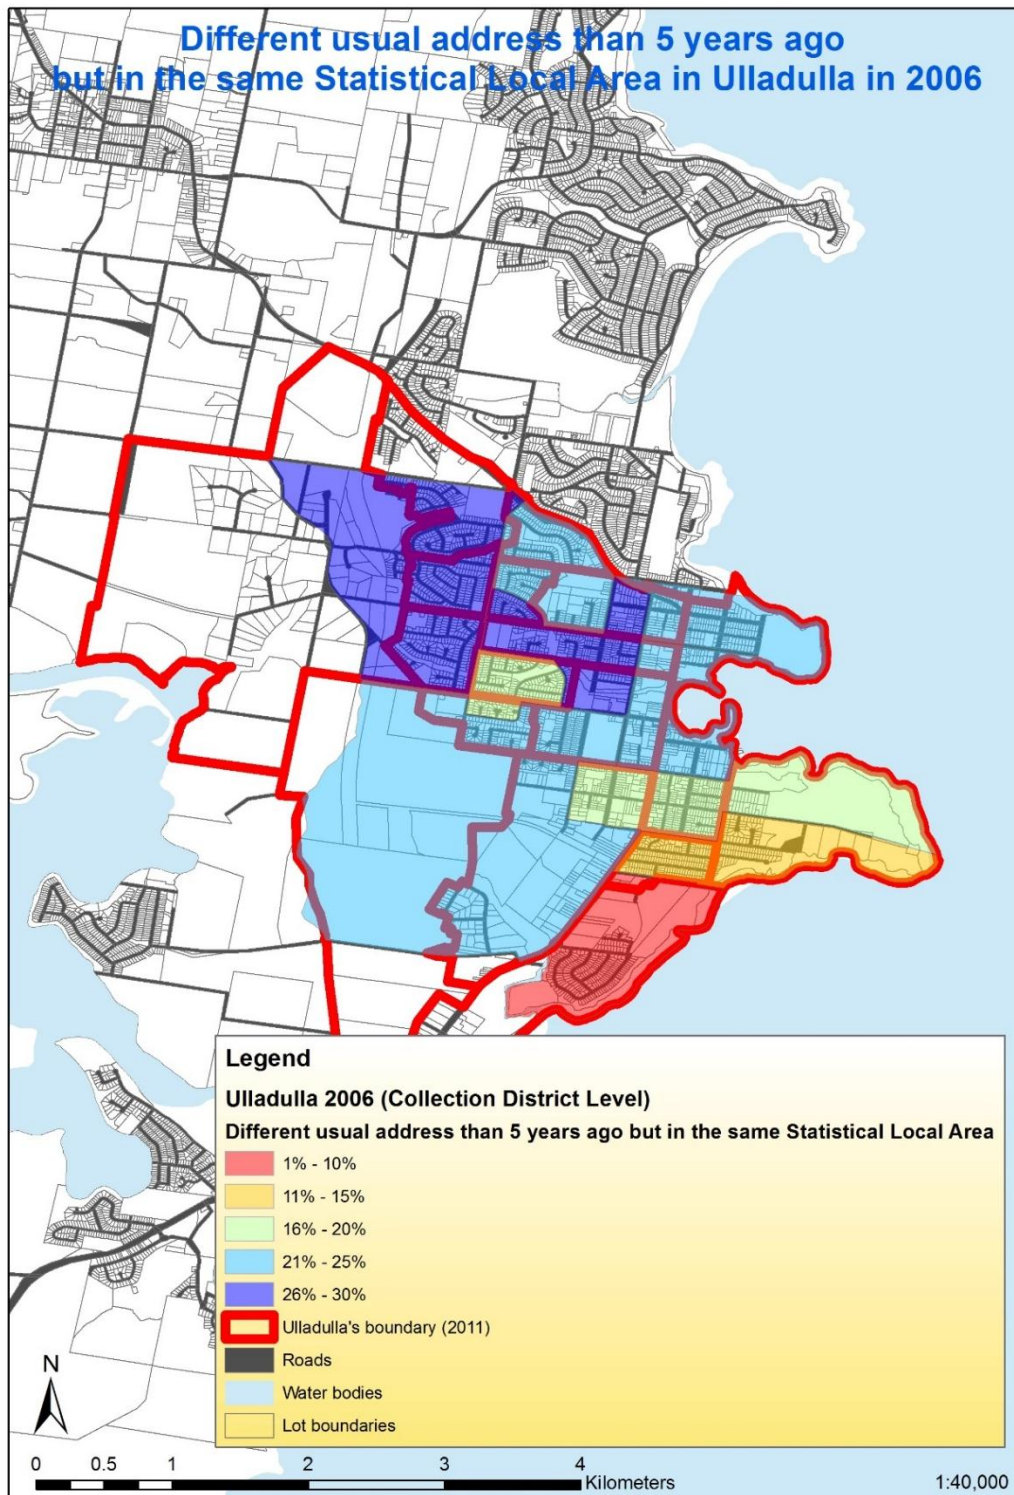 Different usual address than 5 years ago
but in the same Statistical Local Area in Ulladulla in 2006
Legend
Ulladulla 2006 (Collection District Level)
Different usual address than 5 years ago but in the same Statistical Local Area
1% - 10%
11% - 15%
16% - 20%
21% - 25%
26% - 30%
Ulladulla's boundary (2011)
Roads
Water bodies
Lot boundaries
N
0 0.5 1 2 3 4
Kilometers
1:40,000